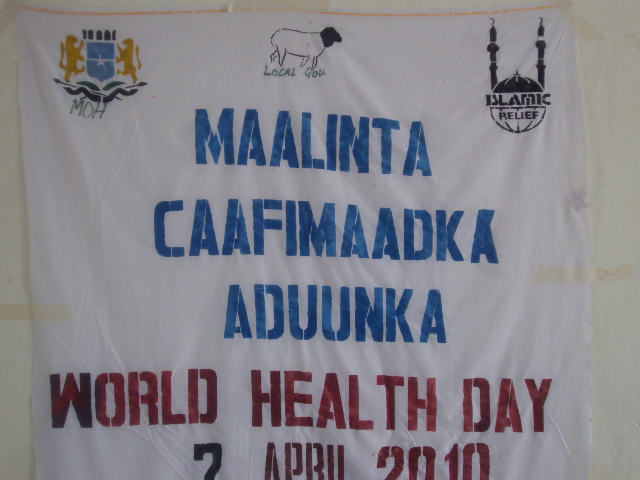 MOH
LOCAL GOV
ISLAMIC
RELIEF
MAALINTA
CAAFIMAADKA
ADUUNKA
WORLD HEALTH DAY
7 APRIL 2010